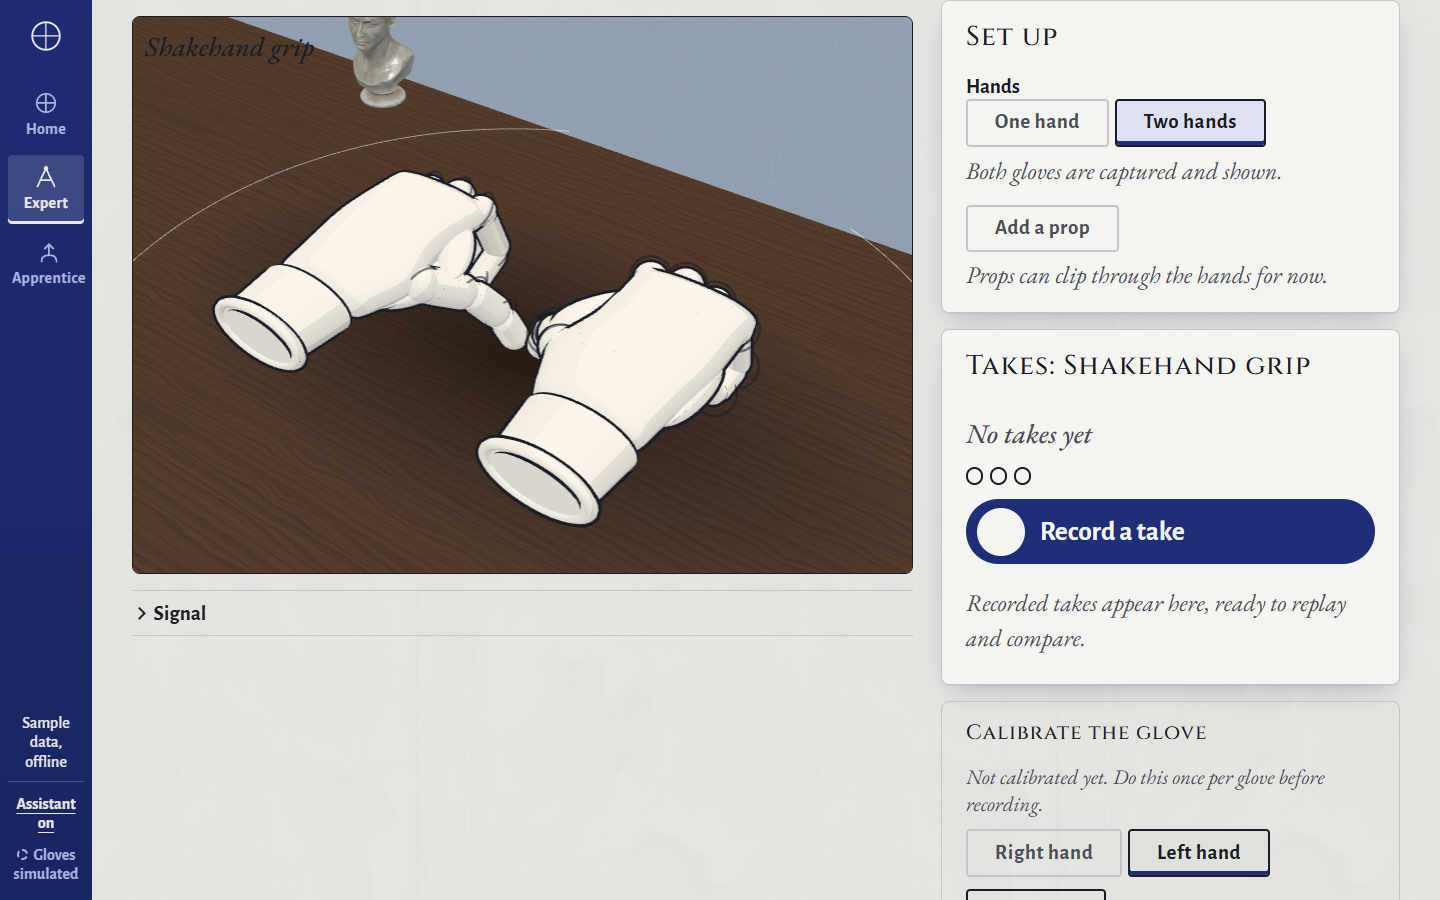 Home
Expert
Apprentice
Sample
data,
offline
Assistant
on
Gloves
simulated
Shakehand grip
Signal
Set up
Hands
One hand
Two hands
Both gloves are captured and shown.
Add a prop
Props can clip through the hands for now.
Takes: Shakehand grip
No takes yet
Record a take
Recorded takes appear here, ready to replay
and compare.
Calibrate the glove
Not calibrated yet. Do this once per glove before
recording.
Right hand
Left hand